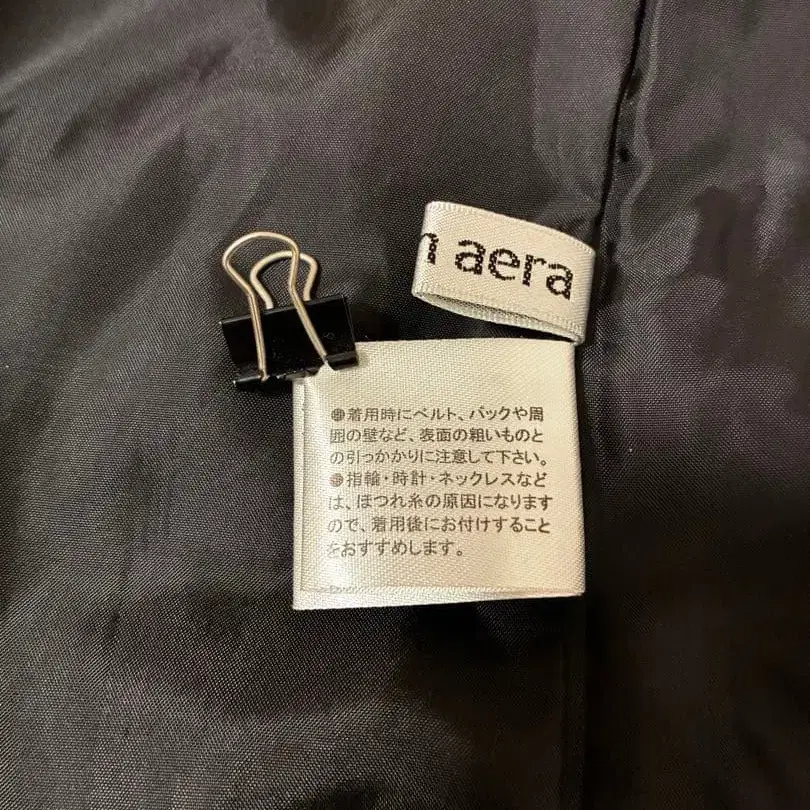 aera
●着用時にベルト、バックや周
囲の壁など、表面の粗いものと
の引っかかりに注意して下さい。
●指輪・時計・ネックレスなど
は、ほつれ糸の原因になります
ので、着用後にお付けすること
をおすすめします。